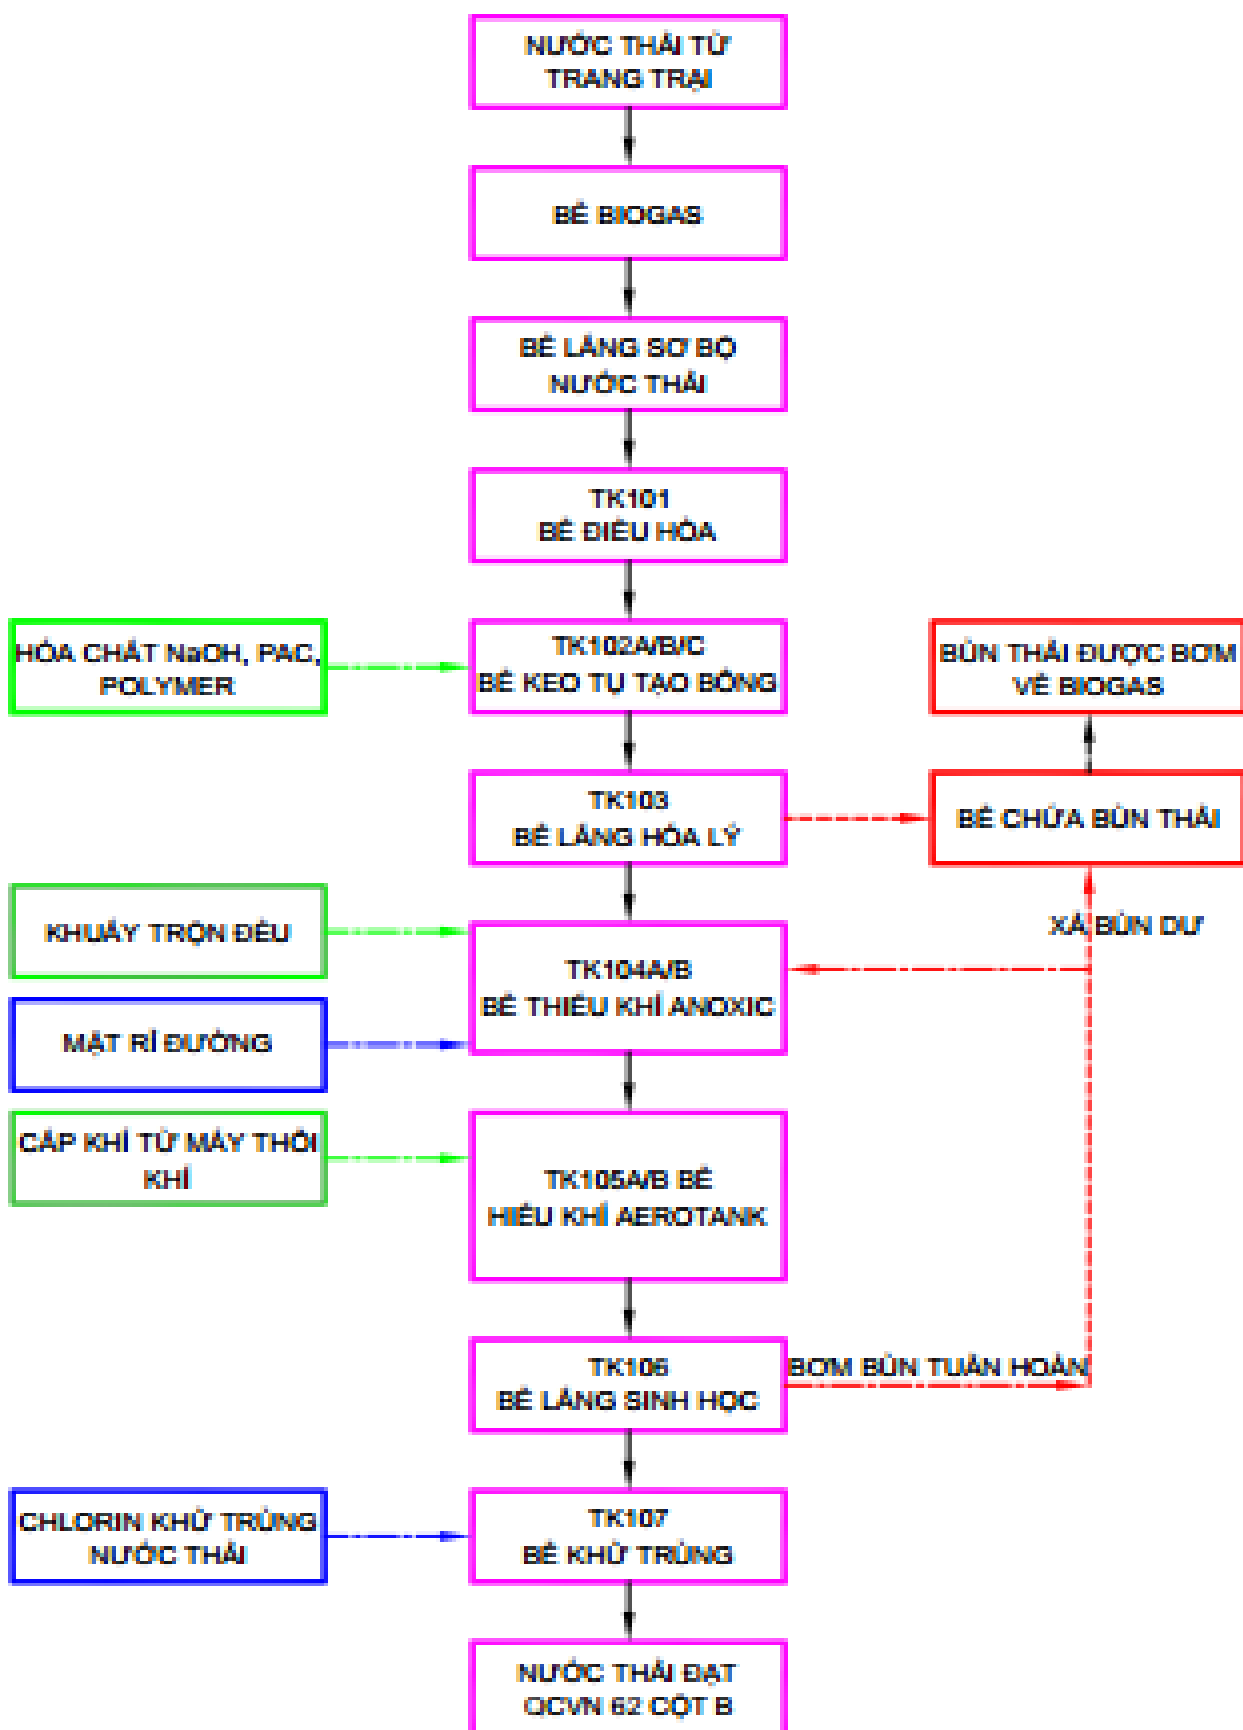 NƯỚC THẢI TỪ
TRANG TRẠI
BỂ BIOGAS
BỂ LẮNG SƠ BỘ
NƯỚC THẢI
TK101
BỂ ĐIỀU HÒA
HÓA CHẤT NaOH, PAC,
POLYMER
TK102A/B/C
BỂ KEO TỤ TẠO BÔNG
BÙN THẢI ĐƯỢC BƠM
VỀ BIOGAS
TK103
BỂ LẮNG HÓA LÝ
BỂ CHỨA BÙN THẢI
KHUẤY TRỘN ĐỀU
XẢ BÙN DƯ
TK104A/B
BỂ THIẾU KHÍ ANOXIC
MẬT RỈ ĐƯỜNG
CẤP KHÍ TỪ MÁY THỔI
KHÍ
TK105A/B BỂ
HIẾU KHÍ AEROTANK
TK106
BỂ LẮNG SINH HỌC
BƠM BÙN TUẦN HOÀN
CHLORIN KHỬ TRÙNG
NƯỚC THẢI
TK107
BỂ KHỬ TRÙNG
NƯỚC THẢI ĐẠT
QCVN 62 CỘT B